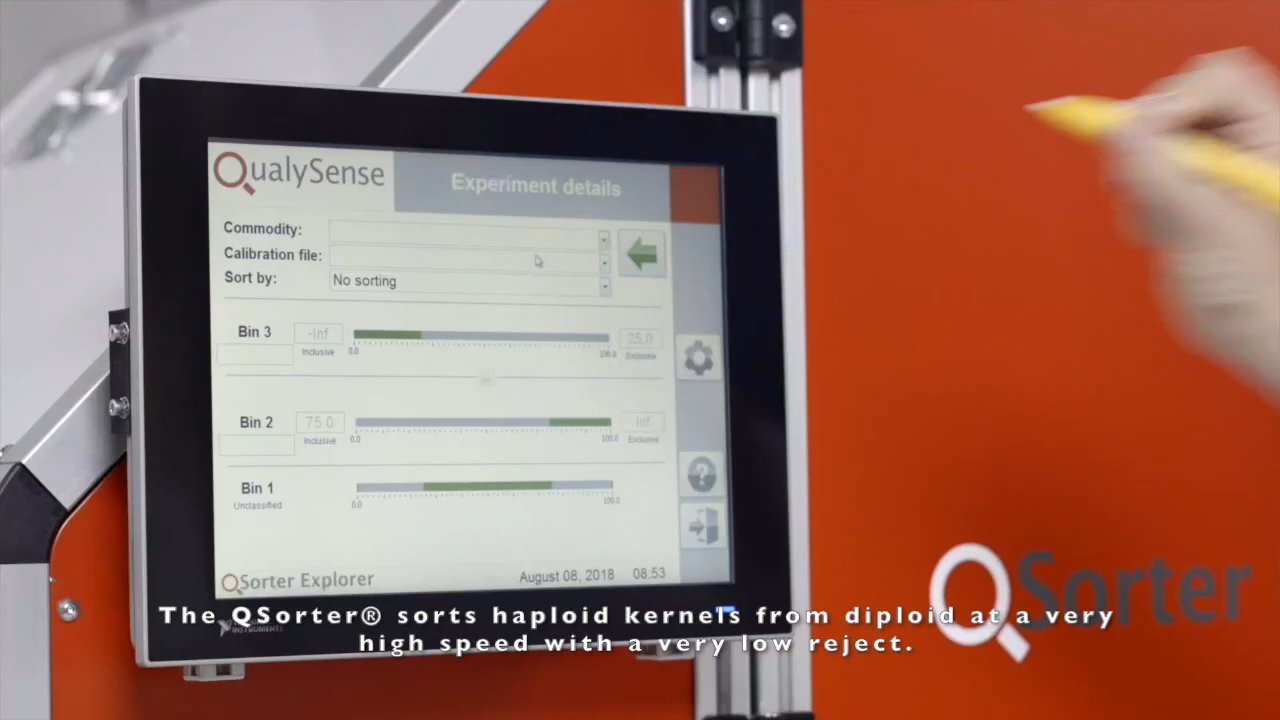 QualySense
Experiment details
Commodity:
Calibration file:
Sort by:
No sorting
Bin 3
-Inf
Inclusive
0.0
100.0
25.0
Exclusive
Bin 2
75.0
Inclusive
0.0
100.0
Inf
Exclusive
Bin 1
Unclassified
0.0
100.0
QSorter Explorer
August 08, 2018 08:53
QSorter
INSTRUMENTS
The QSorter® sorts haploid kernels from diploid at a very
high speed with a very low reject.